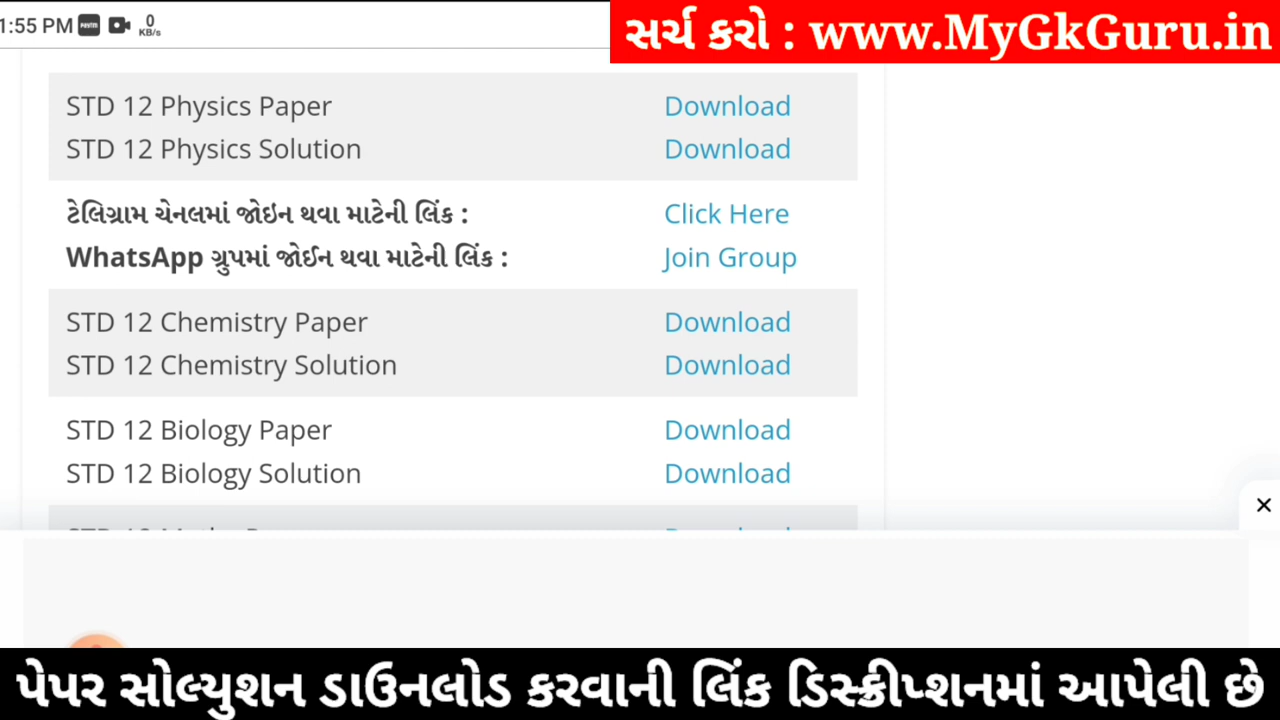 1:55 PM paytm 0 KB/s
સર્ચ કરો : www.MyGkGuru.in
STD 12 Physics Paper Download
STD 12 Physics Solution Download
ટેલિગ્રામ ચેનલમાં જોઇન થવા માટેની લિંક : Click Here
WhatsApp ગ્રુપમાં જોઈન થવા માટેની લિંક : Join Group
STD 12 Chemistry Paper Download
STD 12 Chemistry Solution Download
STD 12 Biology Paper Download
STD 12 Biology Solution Download
પેપર સોલ્યુશન ડાઉનલોડ કરવાની લિંક ડિસ્ક્રીપ્શનમાં આપેલી છે